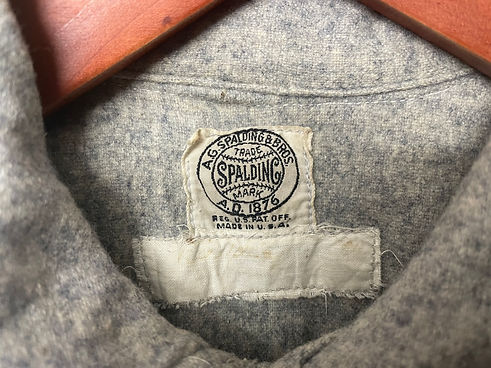 A.G. SPALDING & BROS.
TRADE
SPALDING
MARK
A.D. 1876
REG. U.S. PAT. OFF.
MADE IN U.S.A.